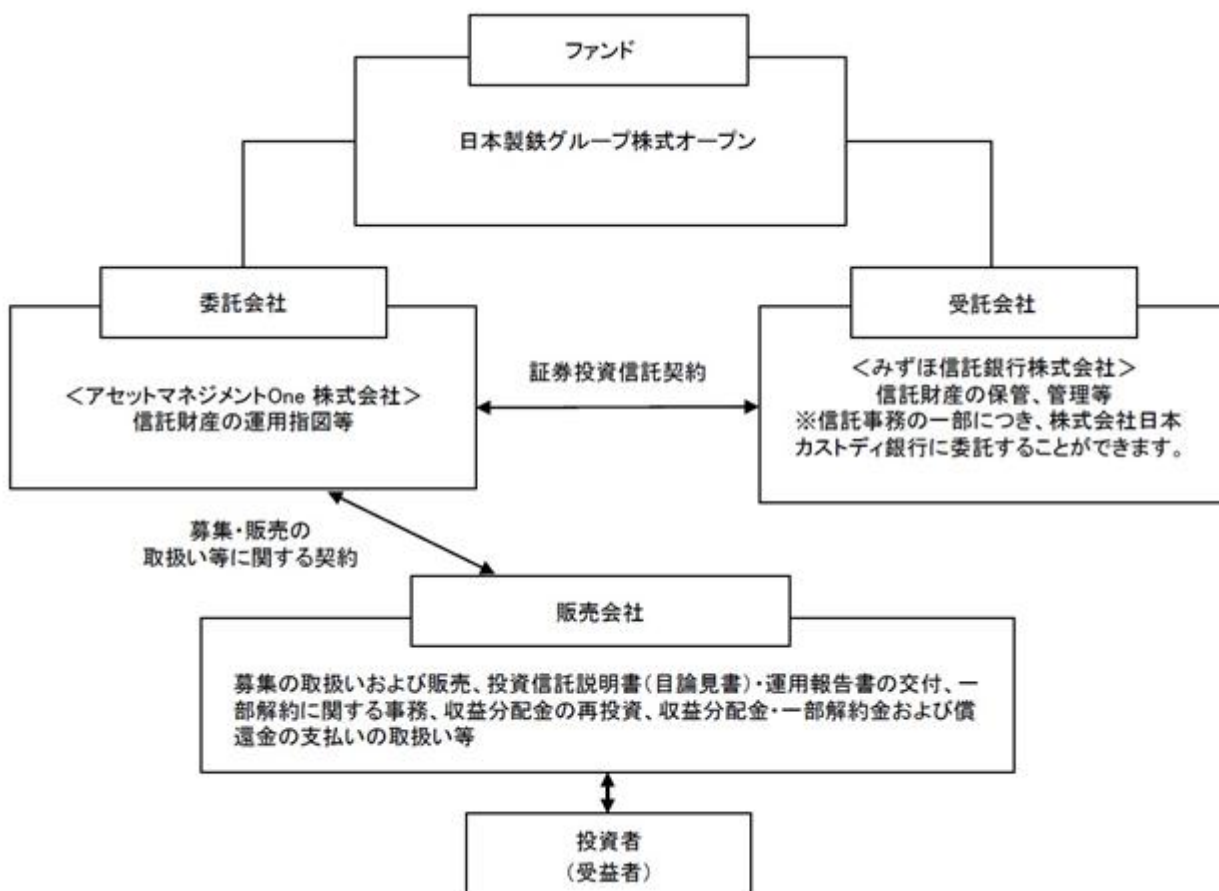 ファンド
日本製鉄グループ株式オープン
委託会社
＜アセットマネジメントOne 株式会社＞
信託財産の運用指図等
証券投資信託契約
受託会社
＜みずほ信託銀行株式会社＞
信託財産の保管、管理等
※信託事務の一部につき、株式会社日本
カストディ銀行に委託することができます。
募集・販売の
取扱い等に関する契約
販売会社
募集の取扱いおよび販売、投資信託説明書（目論見書）・運用報告書の交付、一
部解約に関する事務、収益分配金の再投資、収益分配金・一部解約金および償
還金の支払いの取扱い等
投資者
（受益者）